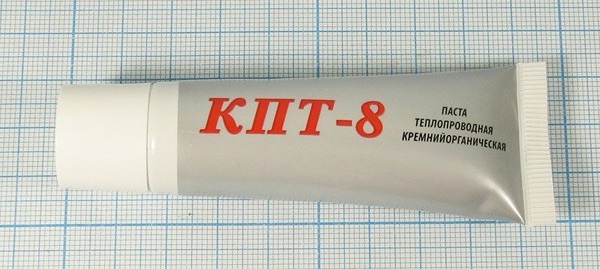 КПТ-8
ПАСТА
ТЕПЛОПРОВОДНАЯ
КРЕМНИЙОРГАНИЧЕСКАЯ